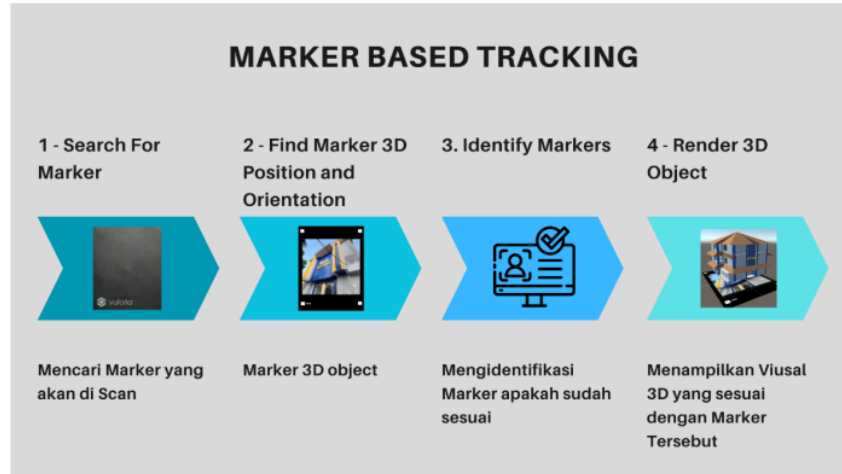 MARKER BASED TRACKING
1 - Search For
Marker
2 - Find Marker 3D
Position and
Orientation
3. Identify Markers
4 - Render 3D
Object
vuforia
Mencari Marker yang
akan di Scan
Marker 3D object
Mengidentifikasi
Marker apakah sudah
sesuai
Menampilkan Viusal
3D yang sesuai
dengan Marker
Tersebut